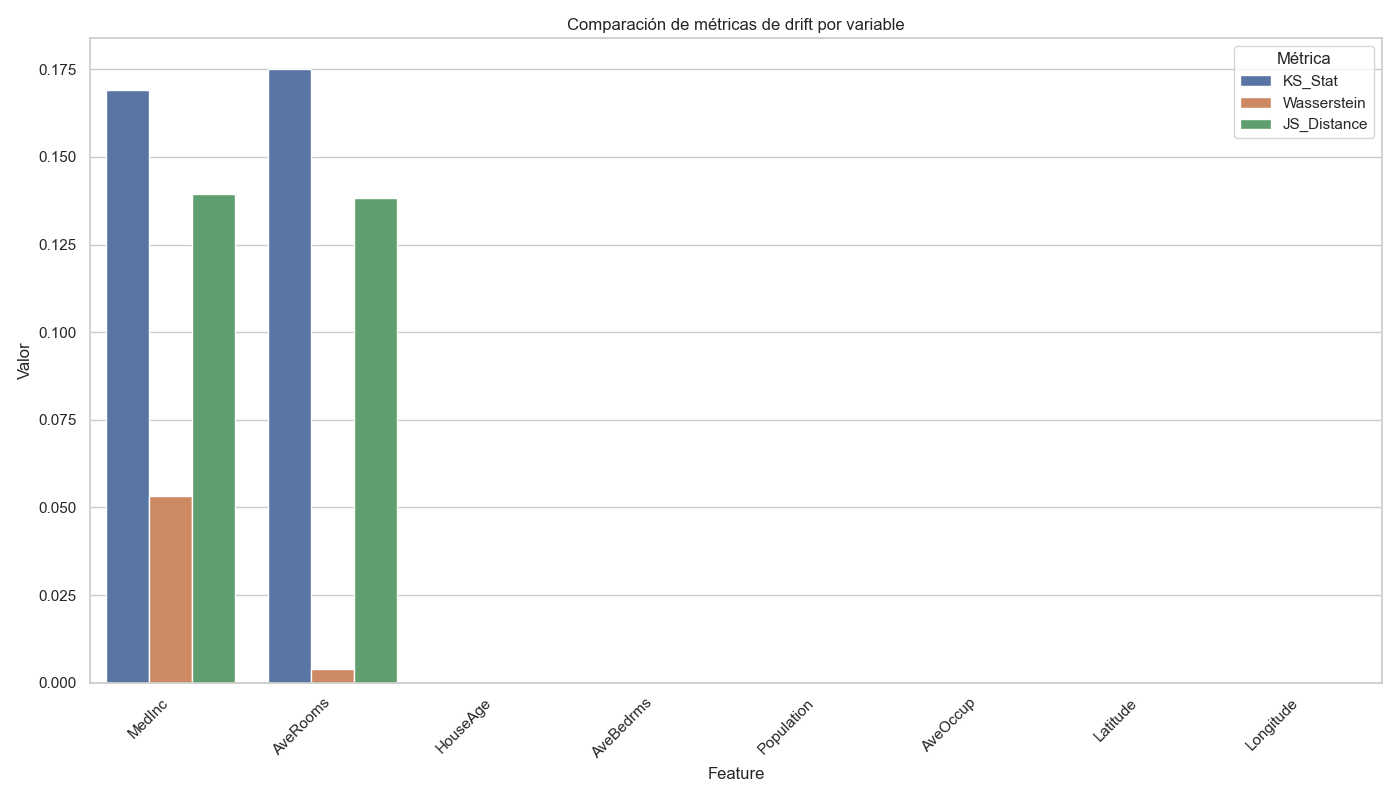 Comparación de métricas de drift por variable
Métrica
KS_Stat
Wasserstein
JS_Distance
Valor
0.175
0.150
0.125
0.100
0.075
0.050
0.025
0.000
MedInc
AveRooms
HouseAge
AveBedrms
Population
AveOccup
Latitude
Longitude
Feature